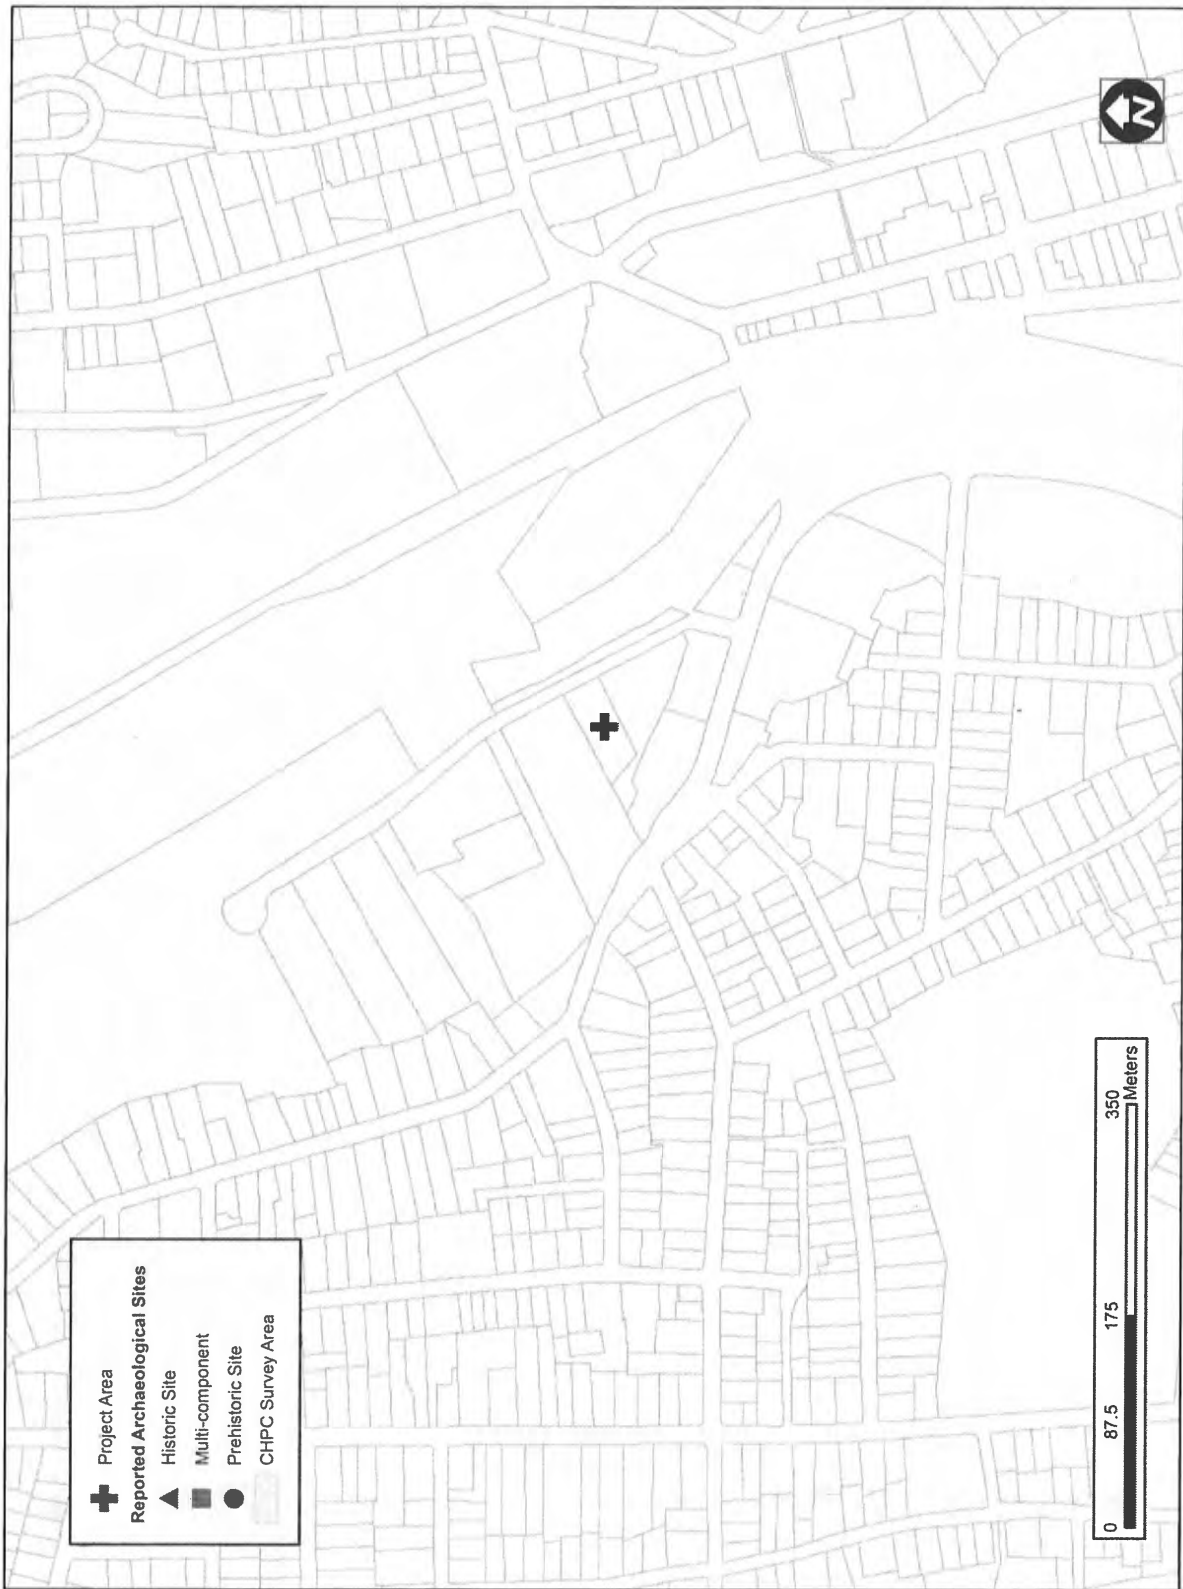 Project Area
Reported Archaeological Sites
Historic Site
Multi-component
Prehistoric Site
CHPC Survey Area
0 87.5 175 350
Meters
N